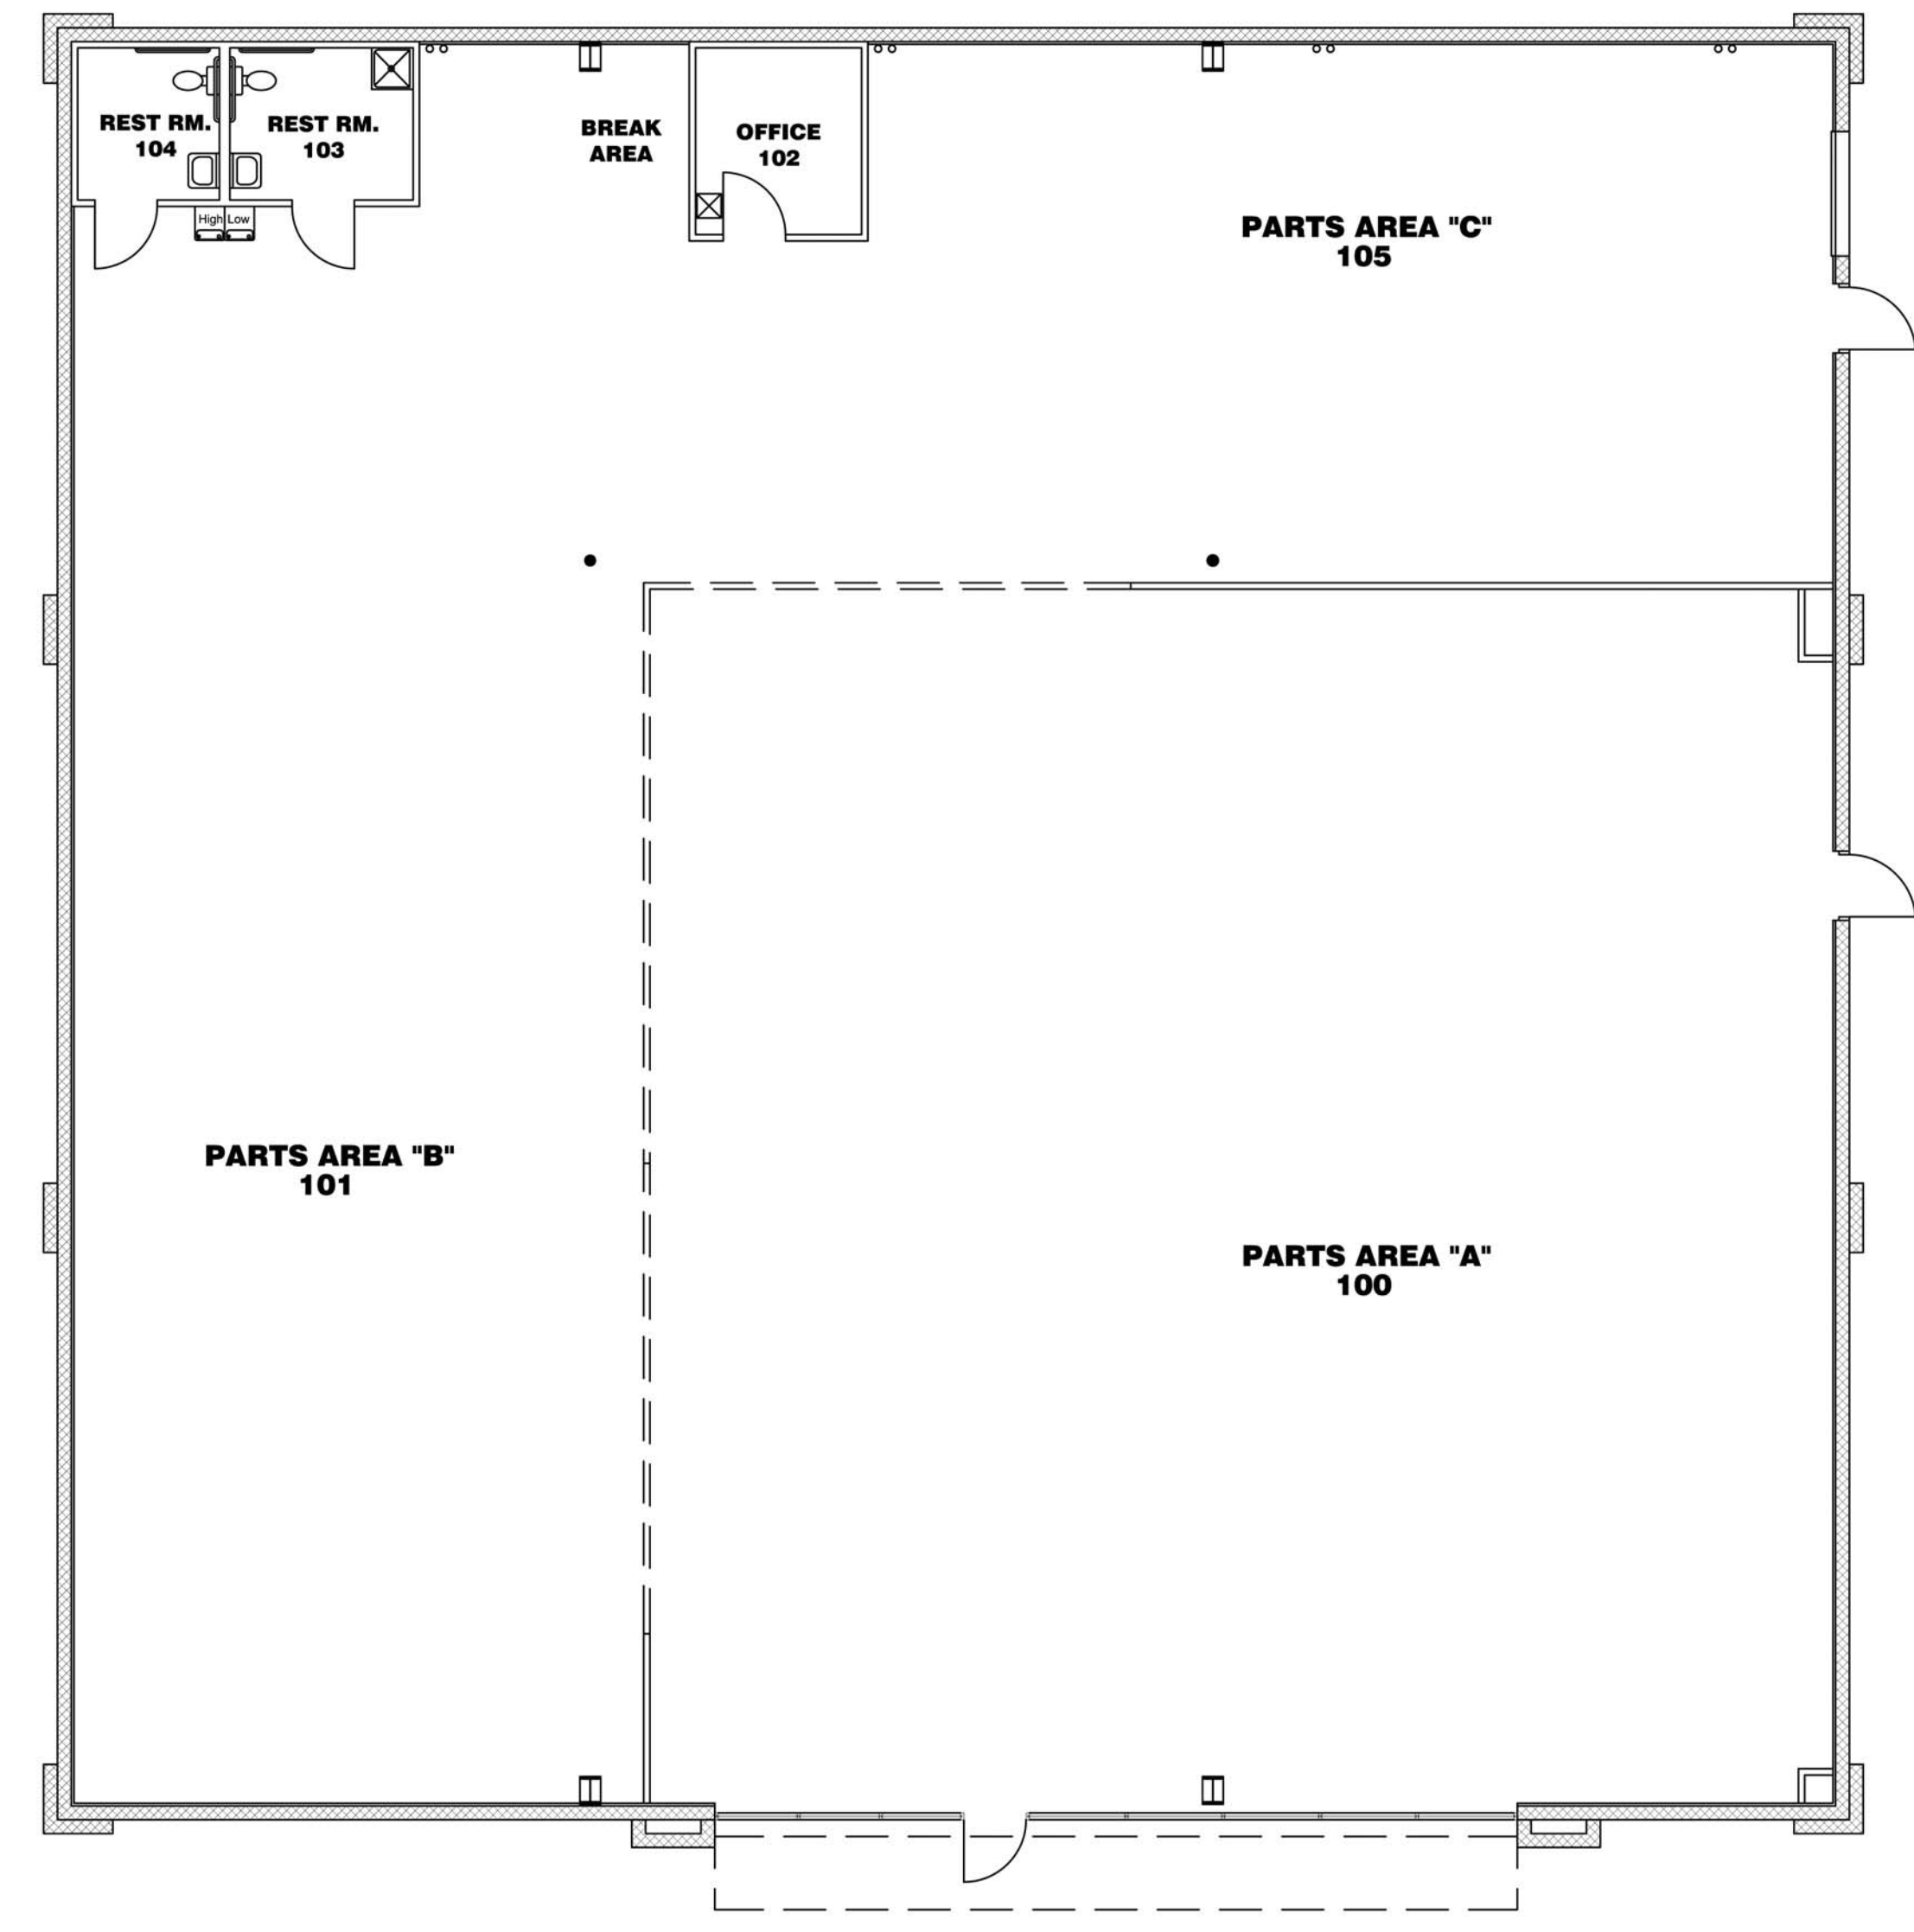 REST RM.
104
REST RM.
103
High Low
BREAK
AREA
OFFICE
102
PARTS AREA "C"
105
PARTS AREA "B"
101
PARTS AREA "A"
100